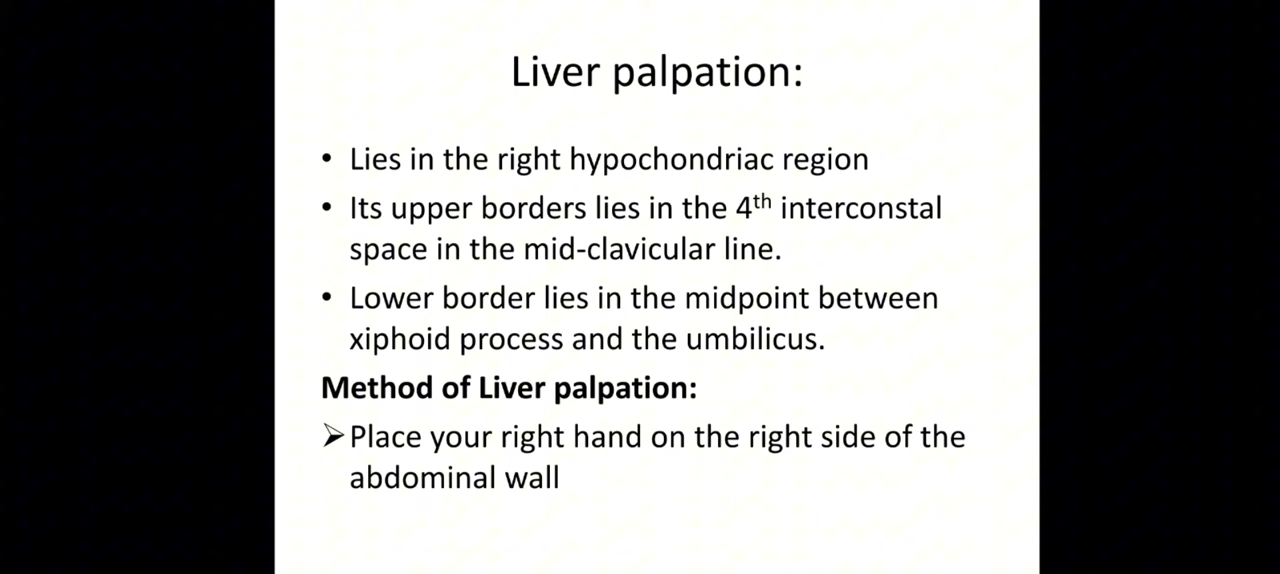 Liver palpation:
• Lies in the right hypochondriac region
• Its upper borders lies in the 4th interconstal
space in the mid-clavicular line.
• Lower border lies in the midpoint between
xiphoid process and the umbilicus.
Method of Liver palpation:
➢Place your right hand on the right side of the
abdominal wall